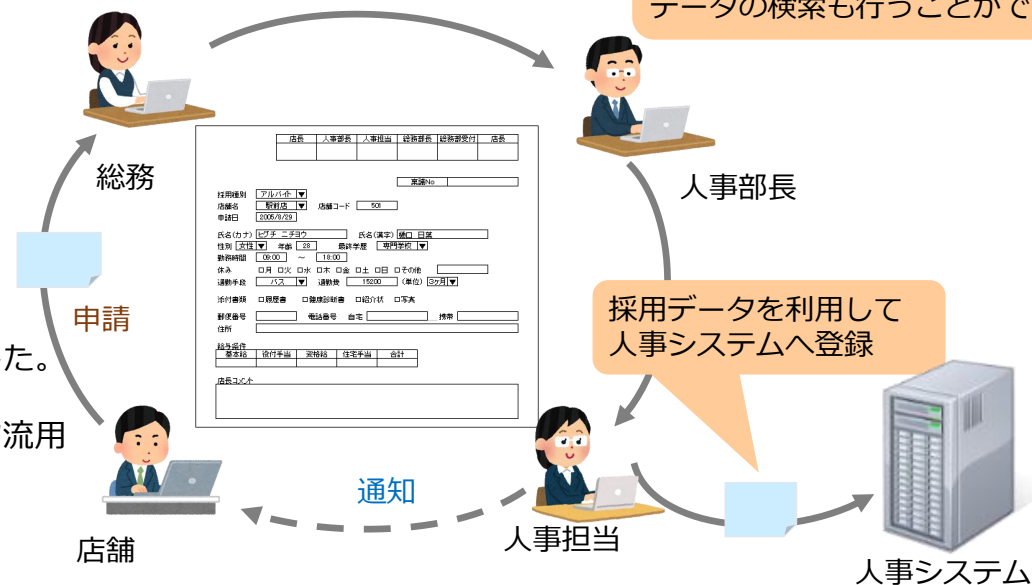 データの検索も行うことがで
総務
人事部長
店長 人事部長 人事担当 総務部長 総務部受付 店長
稟議No
採用種別 アルバイト ▼
店舗名 駅前店 ▼ 店舗コード 501
申請日 2005/8/29
氏名(カナ) ヒグチ ニチヨウ 氏名(漢字) 樋口 日葉
性別 女性 ▼ 年齢 28 最終学歴 専門学校 ▼
勤務時間 09:00 ~ 18:00
休み □月 □火 □水 □木 □金 □土 □日 □その他
通勤手段 バス ▼ 通勤費 15200 (単位) 3ヶ月 ▼
添付書類 □履歴書 □健康診断書 □紹介状 □写真
郵便番号 電話番号 自宅 携帯
住所
給与条件
基本給 役付手当 資格給 住宅手当 合計
店長コメント
申請
た。
流用
採用データを利用して
人事システムへ登録
通知
店舗
人事担当
人事システム